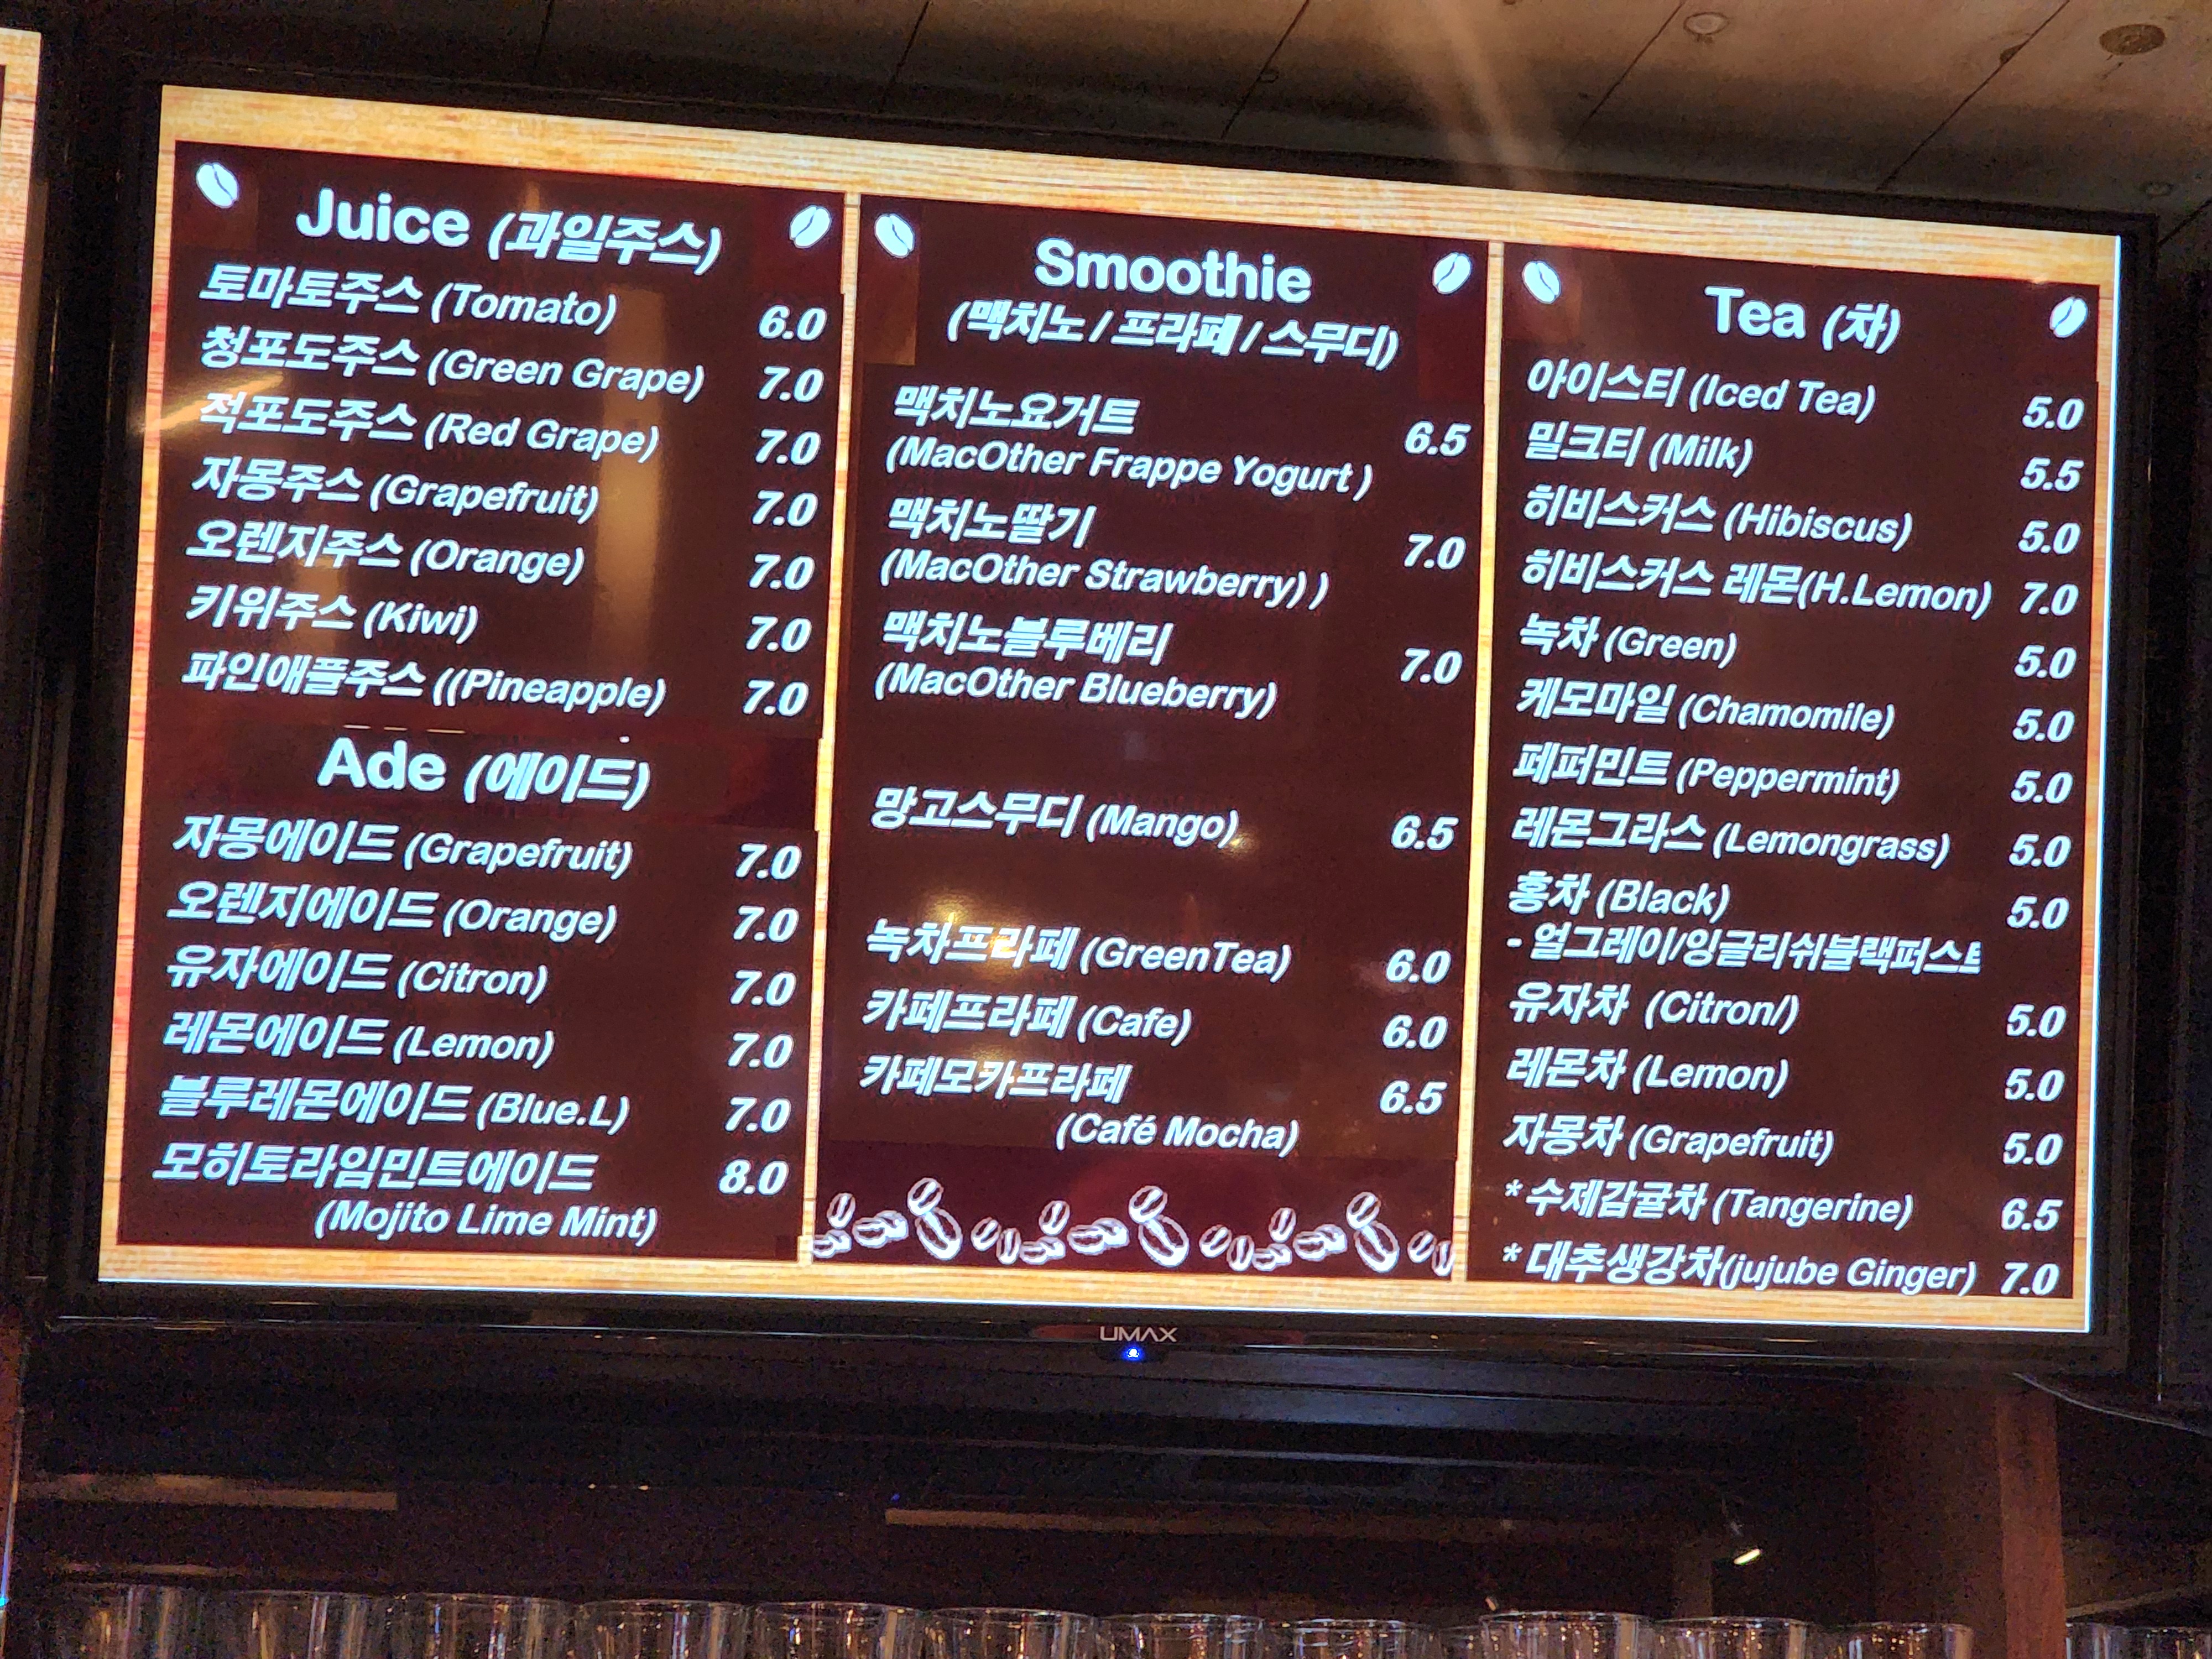 Juice (과일주스)
토마토주스 (Tomato) 6.0
청포도주스 (Green Grape) 7.0
적포도주스 (Red Grape) 7.0
자몽주스 (Grapefruit) 7.0
오렌지주스 (Orange) 7.0
키위주스 (Kiwi) 7.0
파인애플주스 ((Pineapple) 7.0
Ade (에이드)
자몽에이드 (Grapefruit) 7.0
오렌지에이드 (Orange) 7.0
유자에이드 (Citron) 7.0
레몬에이드 (Lemon) 7.0
블루레몬에이드 (Blue.L) 7.0
모히토라임민트에이드 8.0
(Mojito Lime Mint)
Smoothie
(맥치노 / 프라페 / 스무디)
맥치노요거트 6.5
(MacOther Frappe Yogurt )
맥치노딸기 7.0
(MacOther Strawberry) )
맥치노블루베리 7.0
(MacOther Blueberry)
망고스무디 (Mango) 6.5
녹차프라페 (GreenTea) 6.0
카페프라페 (Cafe) 6.0
카페모카프라페 6.5
(Café Mocha)
Tea (차)
아이스티 (Iced Tea) 5.0
밀크티 (Milk) 5.5
히비스커스 (Hibiscus) 5.0
히비스커스 레몬(H.Lemon) 7.0
녹차 (Green) 5.0
케모마일 (Chamomile) 5.0
페퍼민트 (Peppermint) 5.0
레몬그라스 (Lemongrass) 5.0
홍차 (Black) 5.0
- 얼그레이/잉글리쉬블랙퍼스트
유자차 (Citron/) 5.0
레몬차 (Lemon) 5.0
자몽차 (Grapefruit) 5.0
* 수제감귤차 (Tangerine) 6.5
* 대추생강차(jujube Ginger) 7.0
UMAX